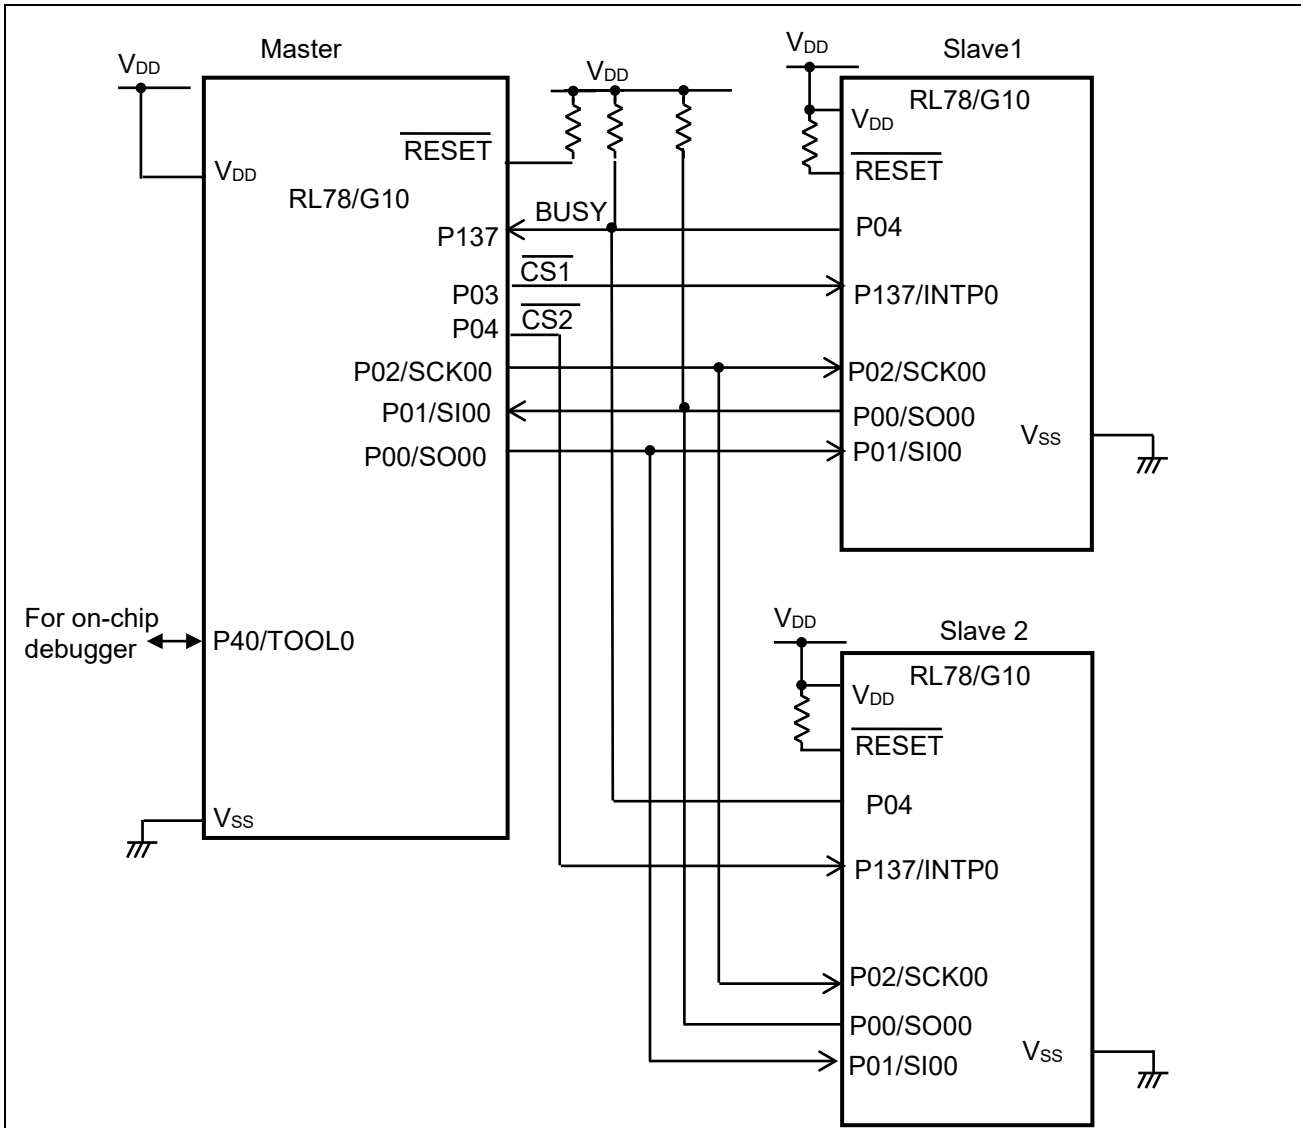 Master
VDD
VDD
RL78/G10
RESET
P137
P03
P04
P02/SCK00
P01/SI00
P00/SO00
For on-chip
debugger
P40/TOOL0
VSS
VDD
BUSY
CS1
CS2
VDD
Slave1
RL78/G10
VDD
RESET
P04
P137/INTP0
P02/SCK00
P00/SO00
P01/SI00
VSS
VDD
Slave 2
RL78/G10
VDD
RESET
P04
P137/INTP0
P02/SCK00
P00/SO00
P01/SI00
VSS